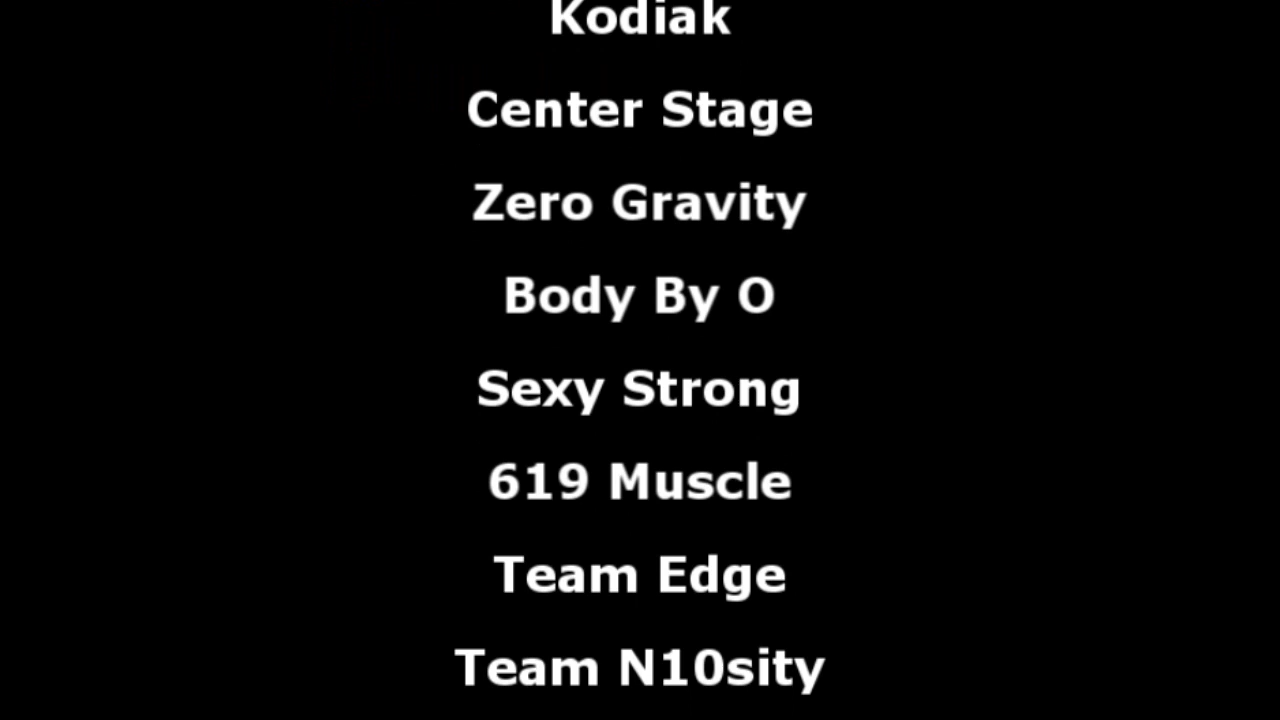 Kodiak
Center Stage
Zero Gravity
Body By O
Sexy Strong
619 Muscle
Team Edge
Team N10sity